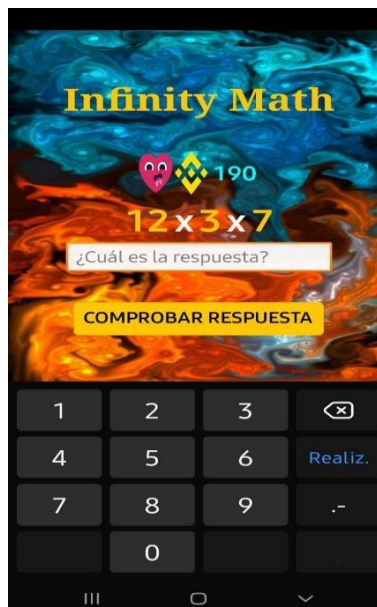 Infinity Math
190
12x3x7
¿Cuál es la respuesta?
COMPROBAR RESPUESTA
1 2 3
4 5 6 Realiz.
7 8 9 .-
0 ,